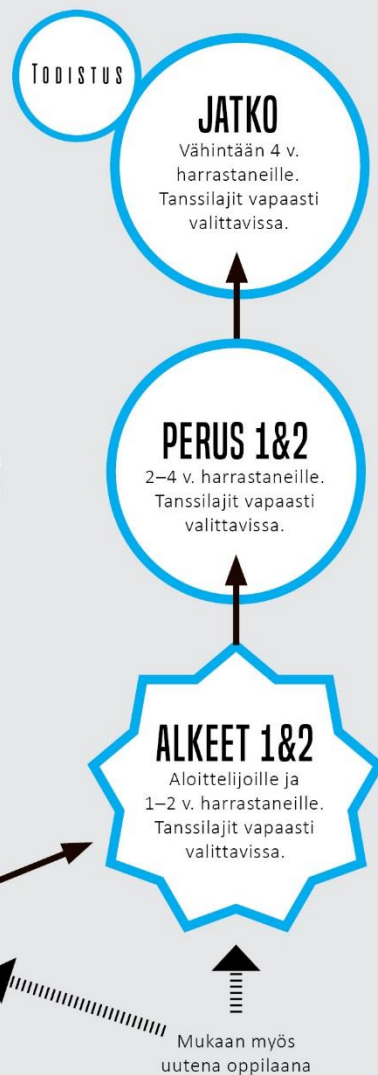 TODISTUS
JATKO
Vähintään 4 v.
harrastaneille.
Tanssilajit vapaasti
valittavissa.
PERUS 1&2
2–4 v. harrastaneille.
Tanssilajit vapaasti
valittavissa.
ALKEET 1&2
Aloittelijoille ja
1–2 v. harrastaneille.
Tanssilajit vapaasti
valittavissa.
Mukaan myös
uutena oppilaana